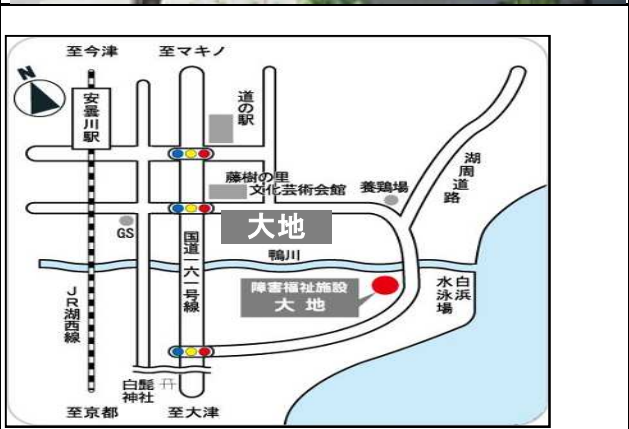 至今津
至マキノ
N
安曇川駅
道の駅
藤樹の里
文化芸術会館
養鶏場
湖周道路
GS
大地
国道一六一号線
鴨川
障害福祉施設
大地
白浜
水泳場
JR湖西線
白髭
神社
至京都
至大津